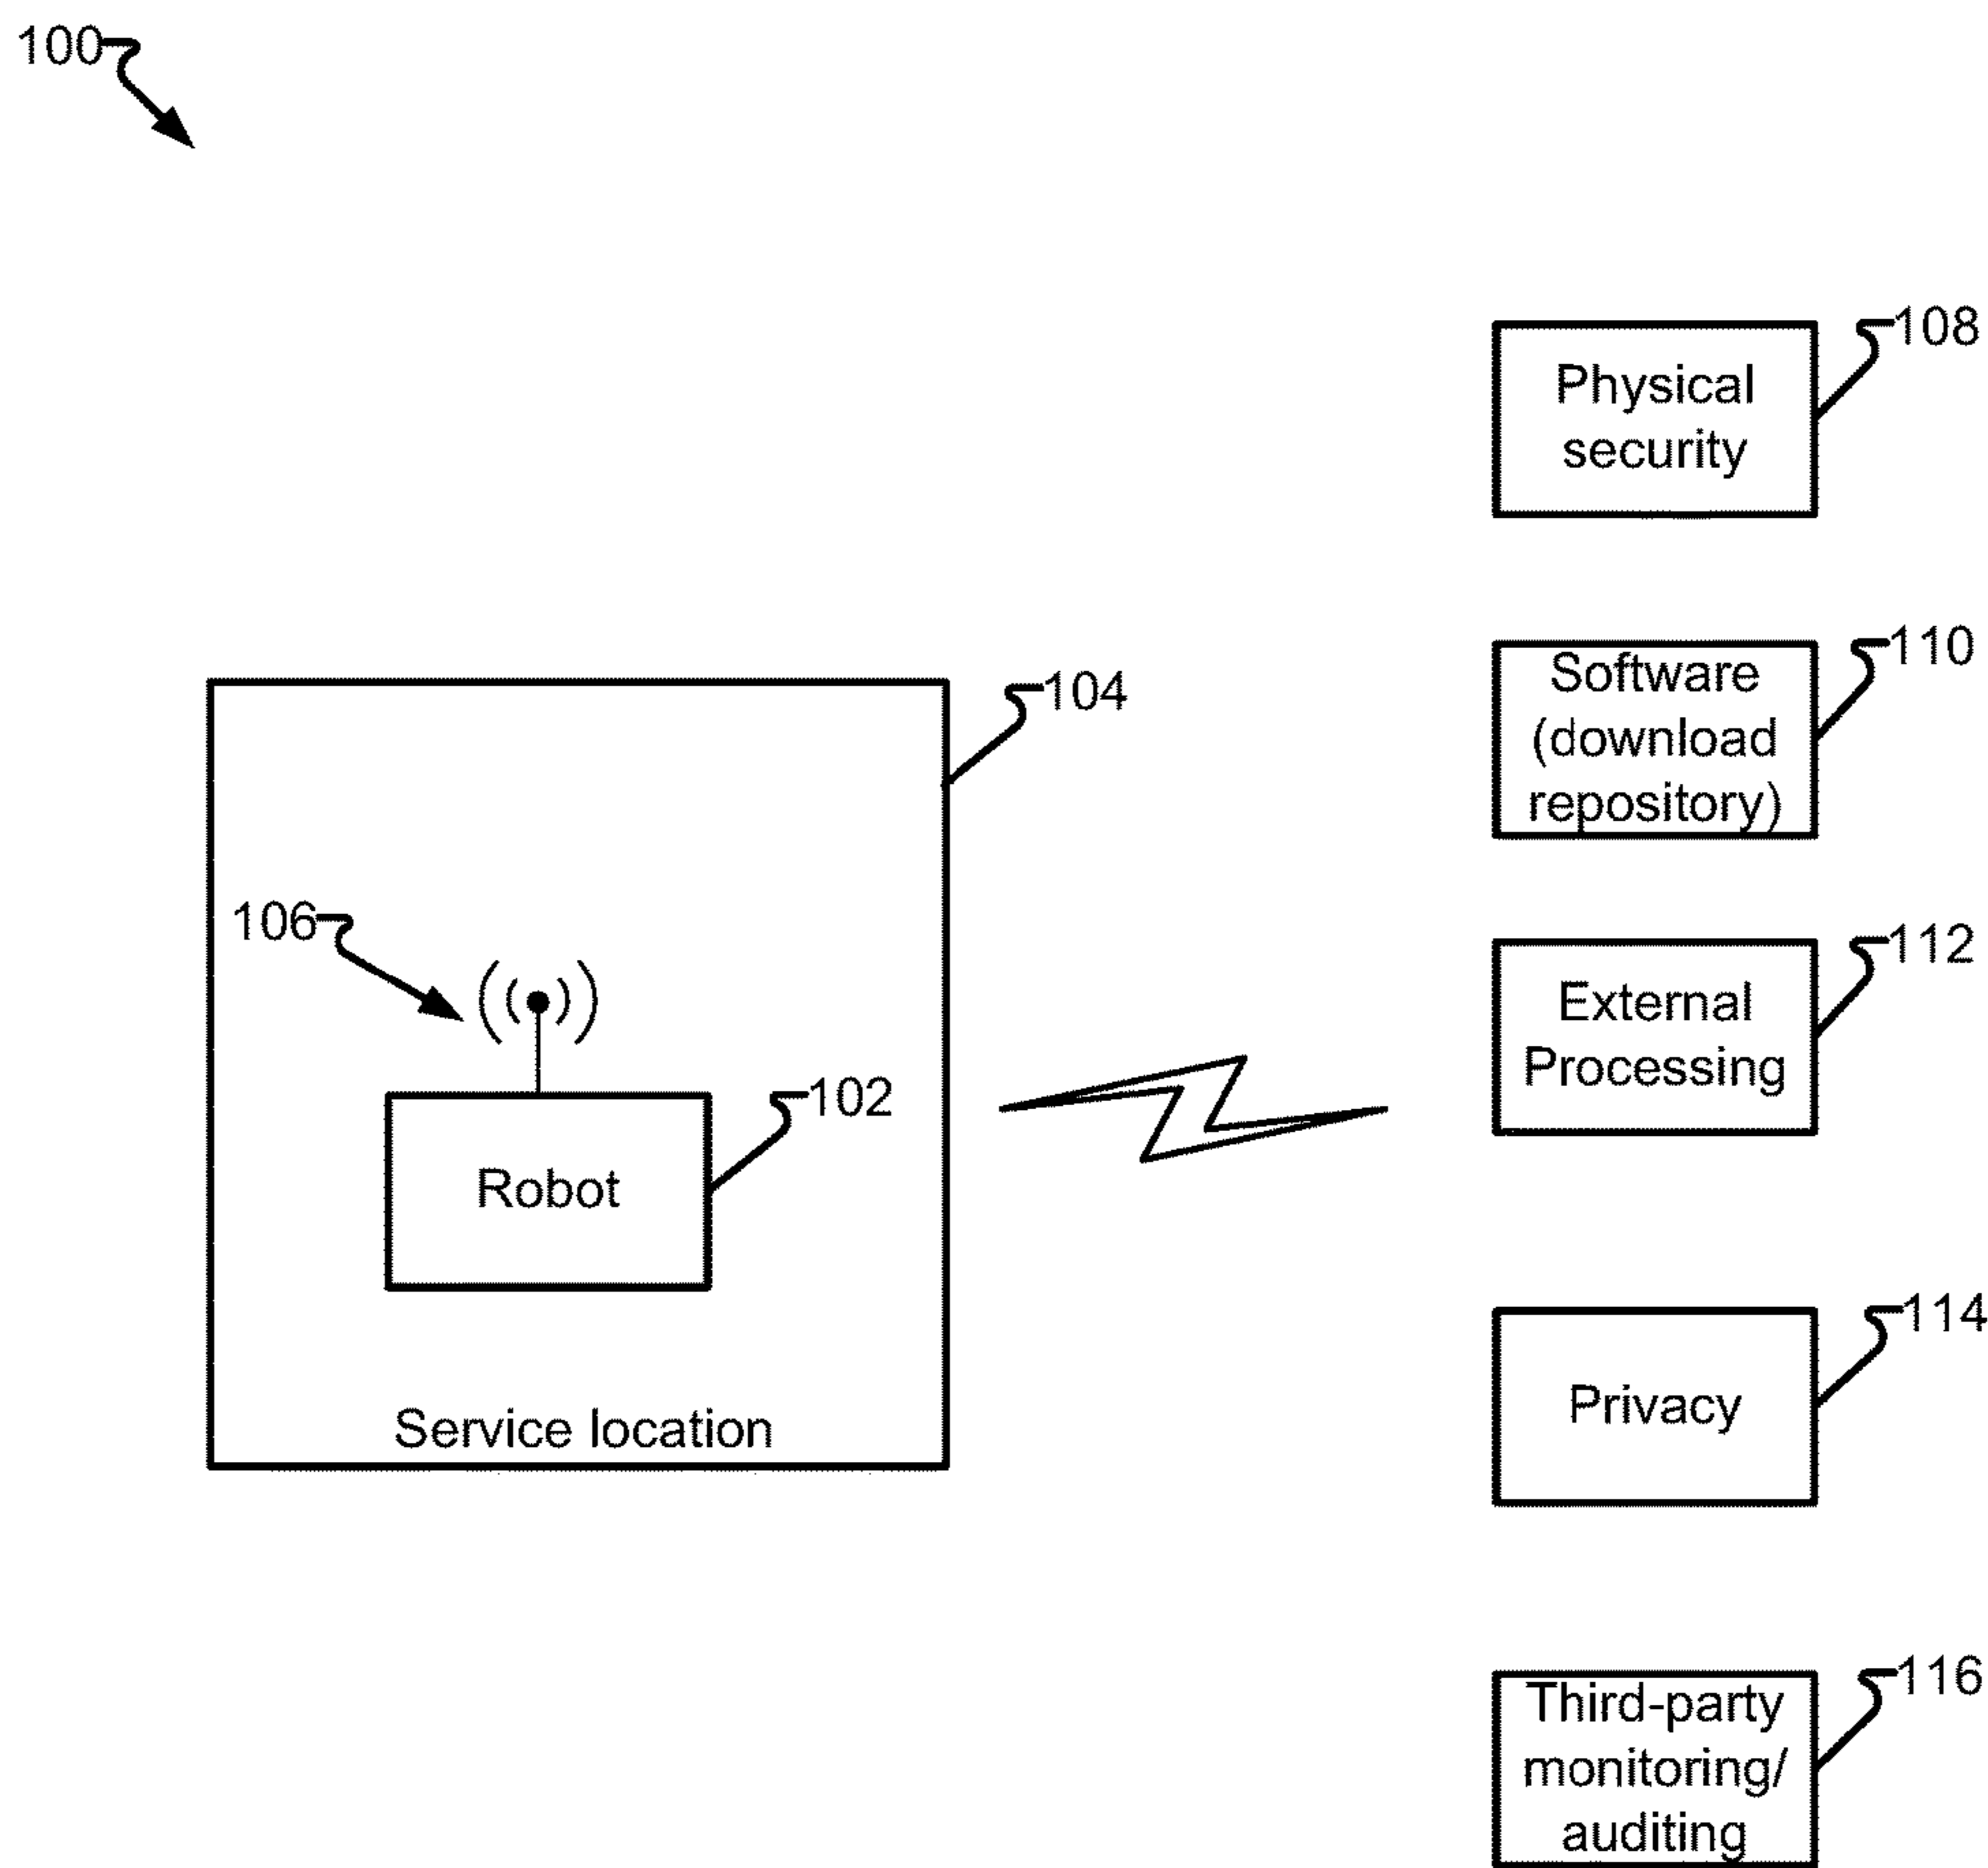 100
108
Physical
security
110
Software
(download
repository)
104
106
112
External
Processing
102
Robot
114
Privacy
Service location
116
Third-party
monitoring/
auditing